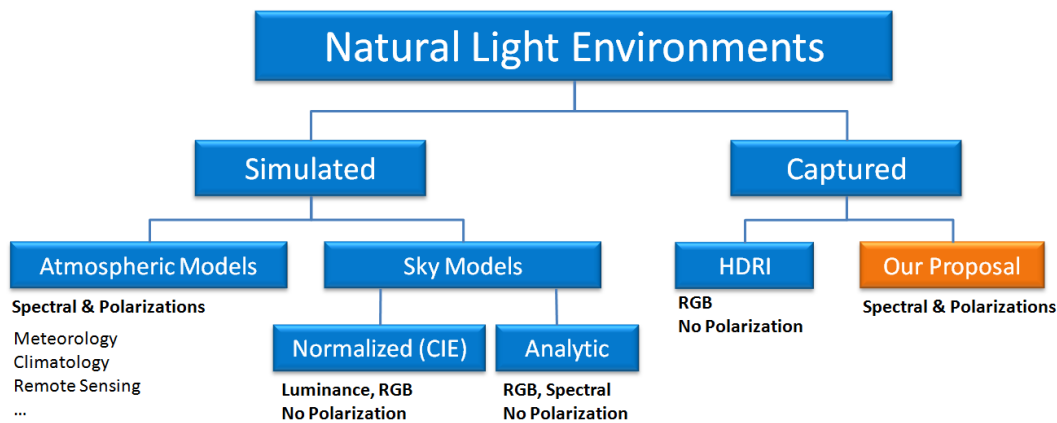 Natural Light Environments
Simulated
Captured
Atmospheric Models
Sky Models
HDRI
Our Proposal
Spectral & Polarizations
Meteorology
Climatology
Remote Sensing
...
Normalized (CIE)
Luminance, RGB
No Polarization
Analytic
RGB, Spectral
No Polarization
RGB
No Polarization
Spectral & Polarizations